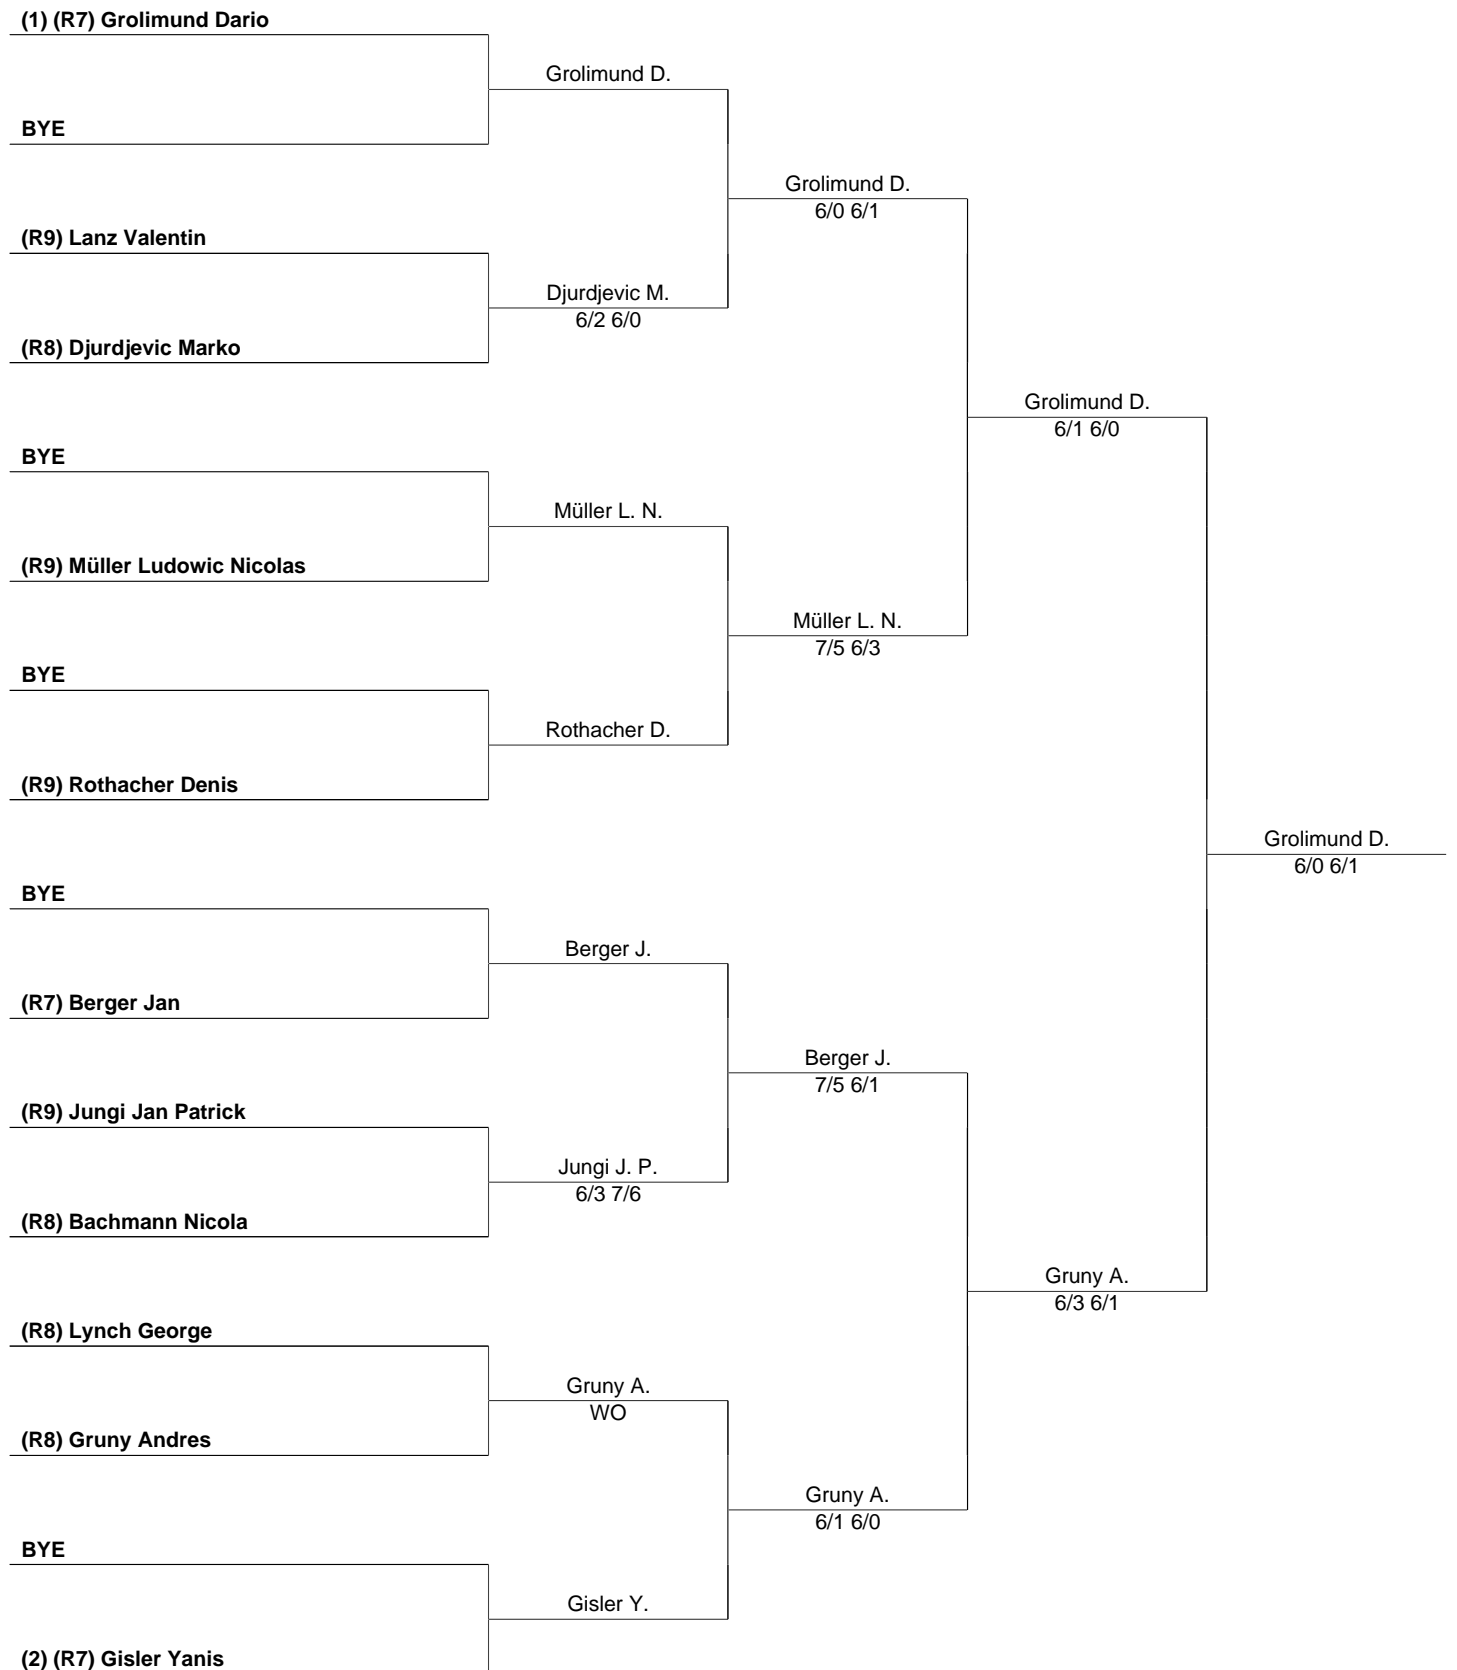 (1) (R7) Grolimund Dario
Grolimund D.
BYE
Grolimund D.
6/0 6/1
(R9) Lanz Valentin
Djurdjevic M.
6/2 6/0
(R8) Djurdjevic Marko
Grolimund D.
6/1 6/0
BYE
Müller L. N.
(R9) Müller Ludowic Nicolas
Müller L. N.
7/5 6/3
BYE
Rothacher D.
(R9) Rothacher Denis
Grolimund D.
6/0 6/1
BYE
Berger J.
(R7) Berger Jan
Berger J.
7/5 6/1
(R9) Jungi Jan Patrick
Jungi J. P.
6/3 7/6
(R8) Bachmann Nicola
Gruny A.
6/3 6/1
(R8) Lynch George
Gruny A.
WO
(R8) Gruny Andres
Gruny A.
6/1 6/0
BYE
Gisler Y.
(2) (R7) Gisler Yanis